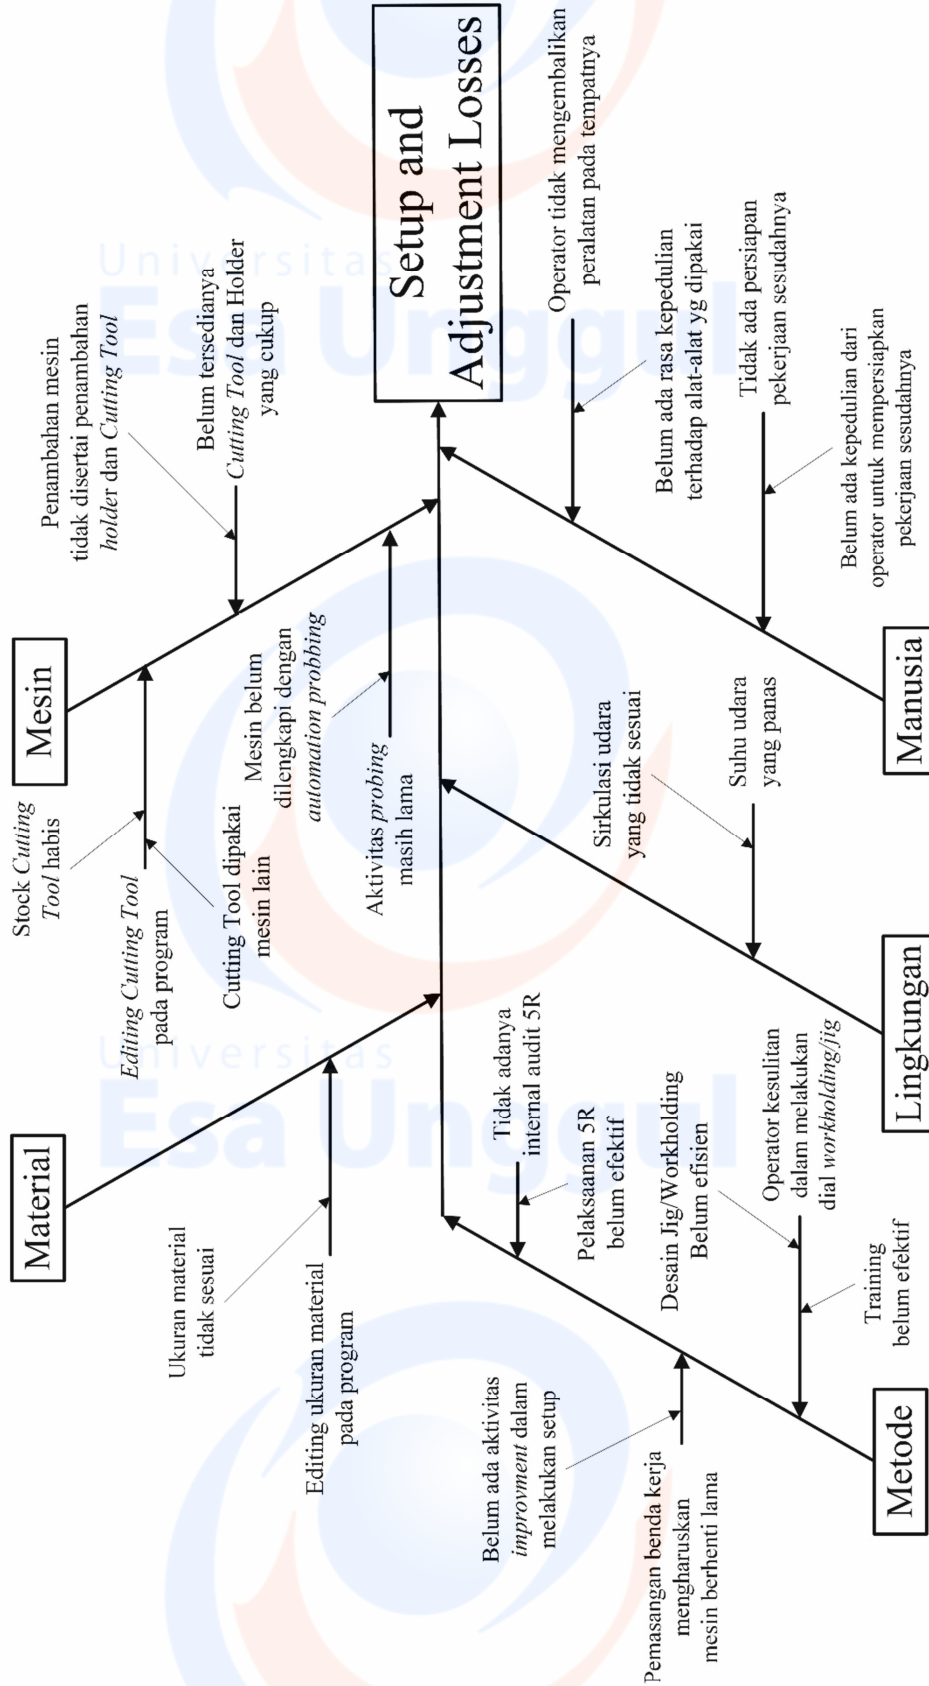 Material
Mesin
Stock Cutting
Tool habis
Penambahan mesin
tidak disertai penambahan
holder dan Cutting Tool
Ukuran material
tidak sesuai
Editing Cutting Tool
pada program
Belum tersedianya
Cutting Tool dan Holder
yang cukup
Cutting Tool dipakai
mesin lain
Mesin belum
dilengkapi dengan
automation probbing
Editing ukuran material
pada program
Aktivitas probing
masih lama
Setup and
Adjustment Losses
Tidak adanya
internal audit 5R
Operator tidak mengembalikan
peralatan pada tempatnya
Belum ada aktivitas
improvment dalam
melakukan setup
Pelaksaanan 5R
belum efektif
Sirkulasi udara
yang tidak sesuai
Belum ada rasa kepedulian
terhadap alat-alat yg dipakai
Pemasangan benda kerja
mengharuskan
mesin berhenti lama
Desain Jig/Workholding
Belum efisien
Suhu udara
yang panas
Tidak ada persiapan
pekerjaan sesudahnya
Operator kesulitan
dalam melakukan
dial workholding/jig
Training
belum efektif
Belum ada kepedulian dari
operator untuk mempersiapkan
pekerjaan sesudahnya
Metode
Lingkungan
Manusia
Universitas
Esa Unggul
Universitas
Esa Unggul